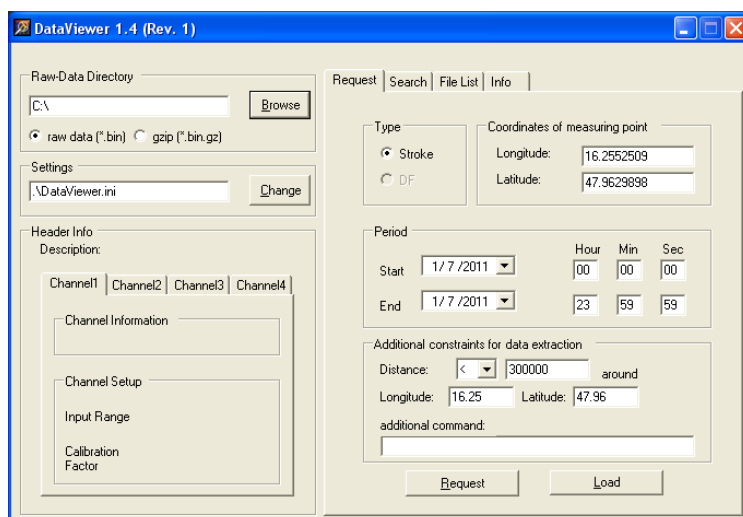 DataViewer 1.4 (Rev. 1)
Raw-Data Directory
C:\
Browse
raw data (*.bin)
gzip (*.bin.gz)
Settings
.\DataViewer.ini
Change
Header Info
Description:
Channel1 Channel2 Channel3 Channel4
Channel Information
Channel Setup
Input Range
Calibration
Factor
Request Search File List Info
Type
Stroke
DF
Coordinates of measuring point
Longitude: 16.2552509
Latitude: 47.9629898
Period
Hour Min Sec
Start 1/ 7 /2011 00 00 00
End 1/ 7 /2011 23 59 59
Additional constraints for data extraction
Distance: < 300000 around
Longitude: 16.25 Latitude: 47.96
additional command:
Request Load